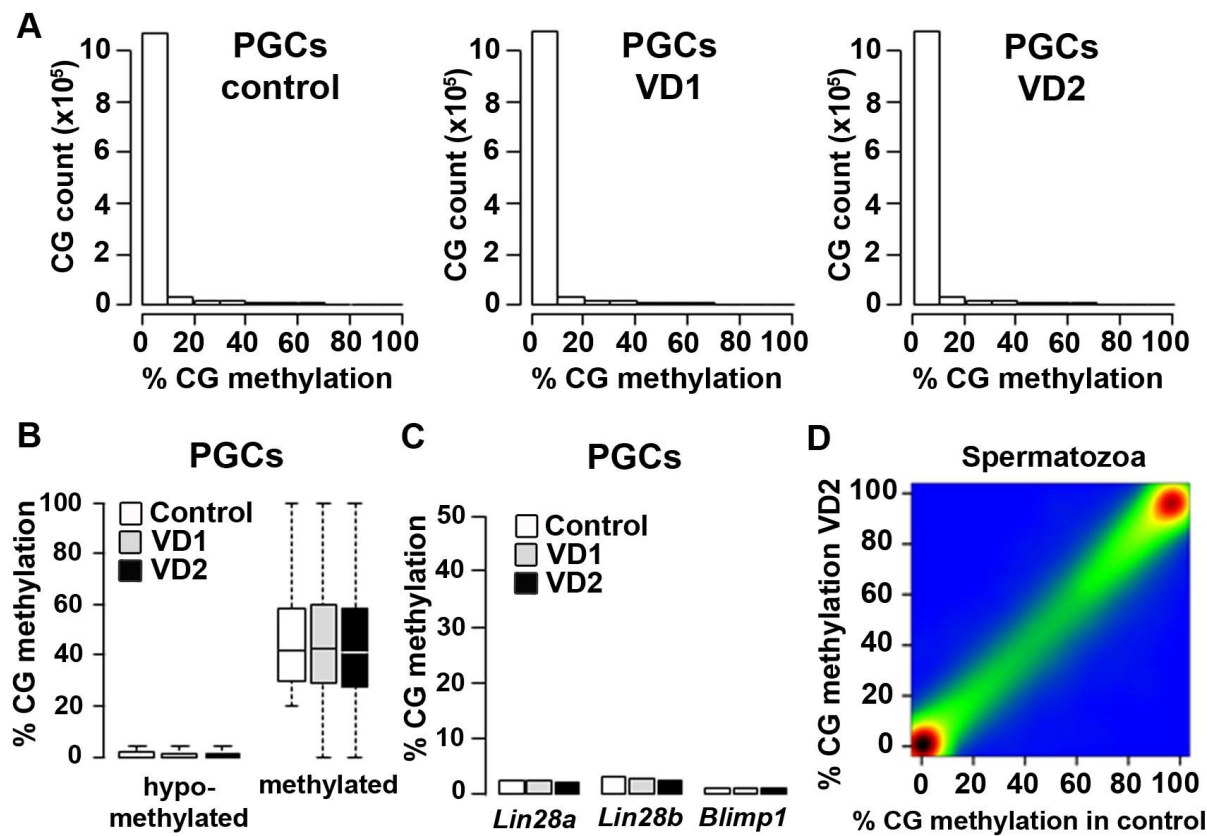 A
PGCs
control
CG count (x10⁵)
10
8
6
4
2
0
0 20 40 60 80 100
% CG methylation
PGCs
VD1
CG count (x10⁵)
10
8
6
4
2
0
0 20 40 60 80 100
% CG methylation
PGCs
VD2
CG count (x10⁵)
10
8
6
4
2
0
0 20 40 60 80 100
% CG methylation
B
PGCs
% CG methylation
100
80
60
40
20
0
Control
VD1
VD2
hypo-
methylated
methylated
C
PGCs
% CG methylation
50
40
30
20
10
0
Control
VD1
VD2
Lin28a Lin28b Blimp1
D
Spermatozoa
% CG methylation VD2
100
80
60
40
20
0
0 20 40 60 80 100
% CG methylation in control